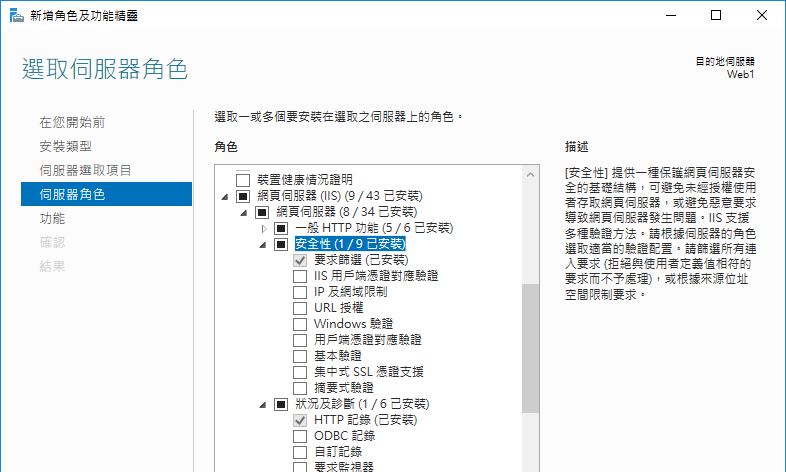 新增角色及功能精靈
選取伺服器角色
目的地伺服器
Web1
在您開始前
安裝類型
伺服器選取項目
伺服器角色
功能
確認
結果
選取一或多個要安裝在選取之伺服器上的角色。
角色
裝置健康情況證明
網頁伺服器 (IIS) (9 / 43 已安裝)
網頁伺服器 (8 / 34 已安裝)
一般 HTTP 功能 (5 / 6 已安裝)
安全性 (1 / 9 已安裝)
要求篩選 (已安裝)
IIS 用戶端憑證對應驗證
IP 及網域限制
URL 授權
Windows 驗證
用戶端憑證對應驗證
基本驗證
集中式 SSL 憑證支援
摘要式驗證
狀況及診斷 (1 / 6 已安裝)
HTTP 記錄 (已安裝)
ODBC 記錄
自訂記錄
要求監視器
描述
[安全性] 提供一種保護網頁伺服器安
全的基礎結構，可避免未經授權使用
者存取網頁伺服器，或避免惡意要求
導致網頁伺服器發生問題。IIS 支援
多種驗證方法。請根據伺服器的角色
選取適當的驗證配置。請篩選所有連
入要求 (拒絕與使用者定義值相符的
要求而不予處理)，或根據來源位址
空間限制要求。